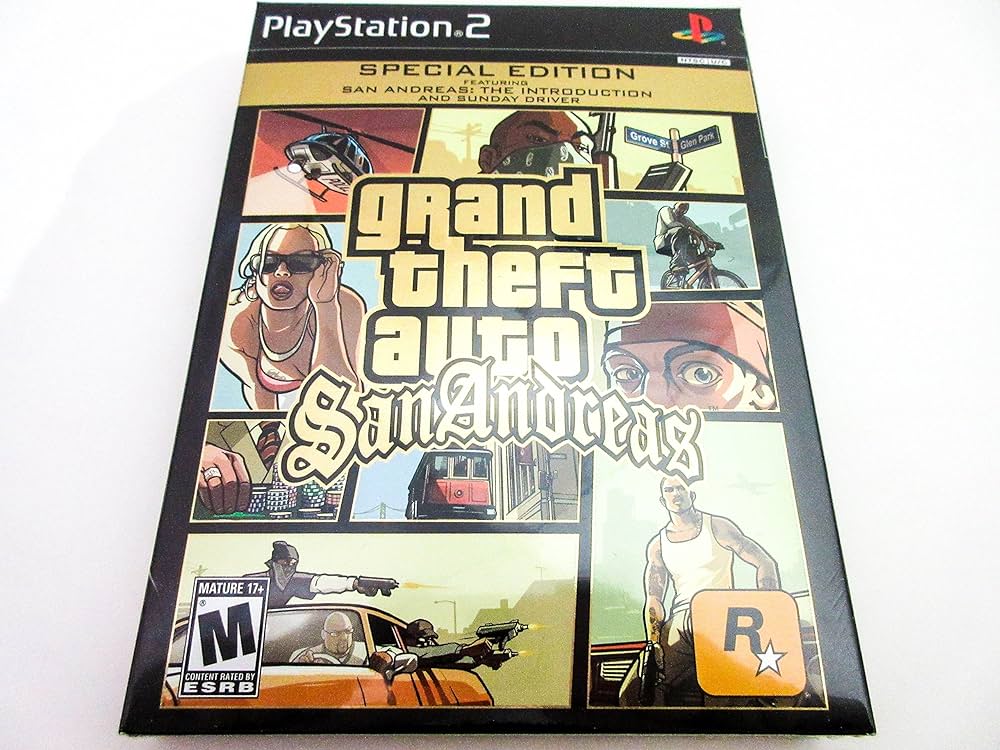 PlayStation®2
NTSC U/C
SPECIAL EDITION
FEATURING
SAN ANDREAS: THE INTRODUCTION
AND SUNDAY DRIVER
Grove St
Glen Park
grand
theft
auto
San Andreas
™
MATURE 17+
M
®
CONTENT RATED BY
ESRB
R